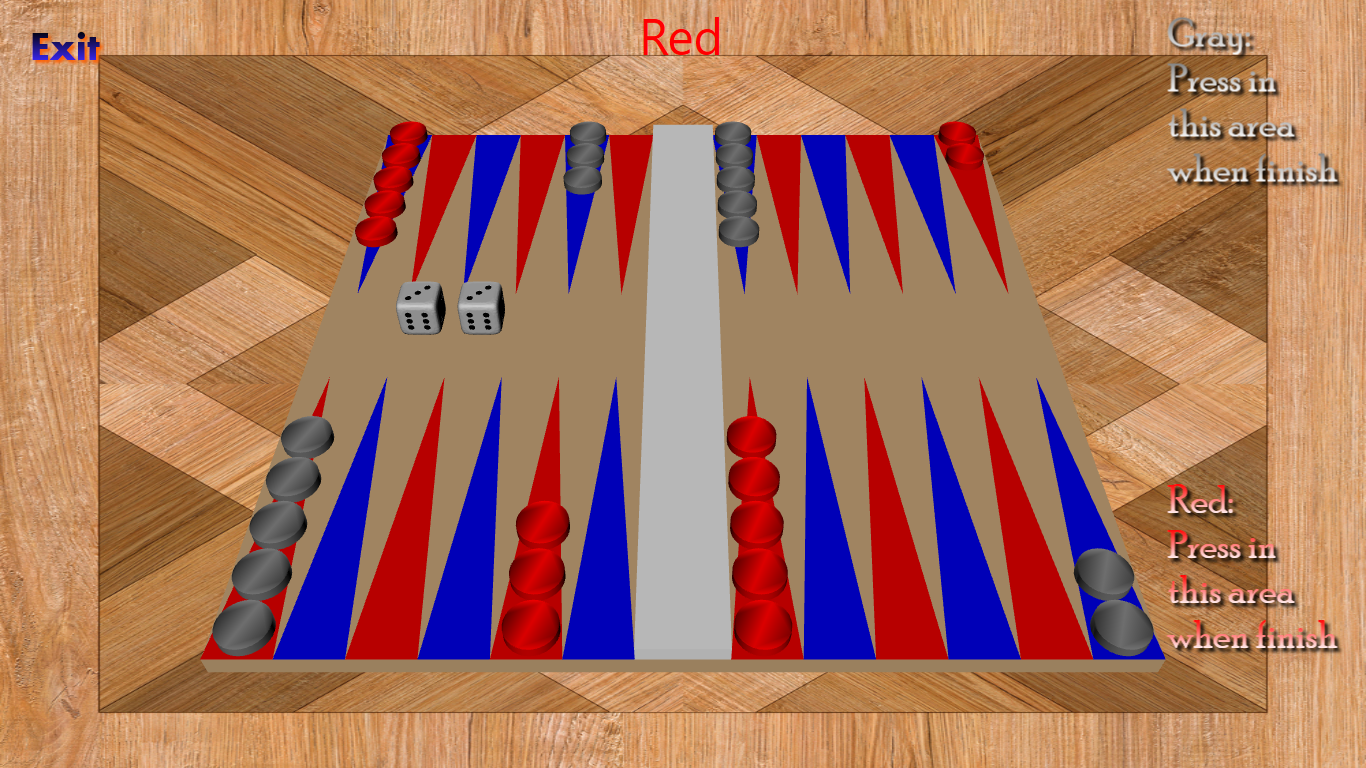 Red
Exit
Gray:
Press in
this area
when finish
Red:
Press in
this area
when finish